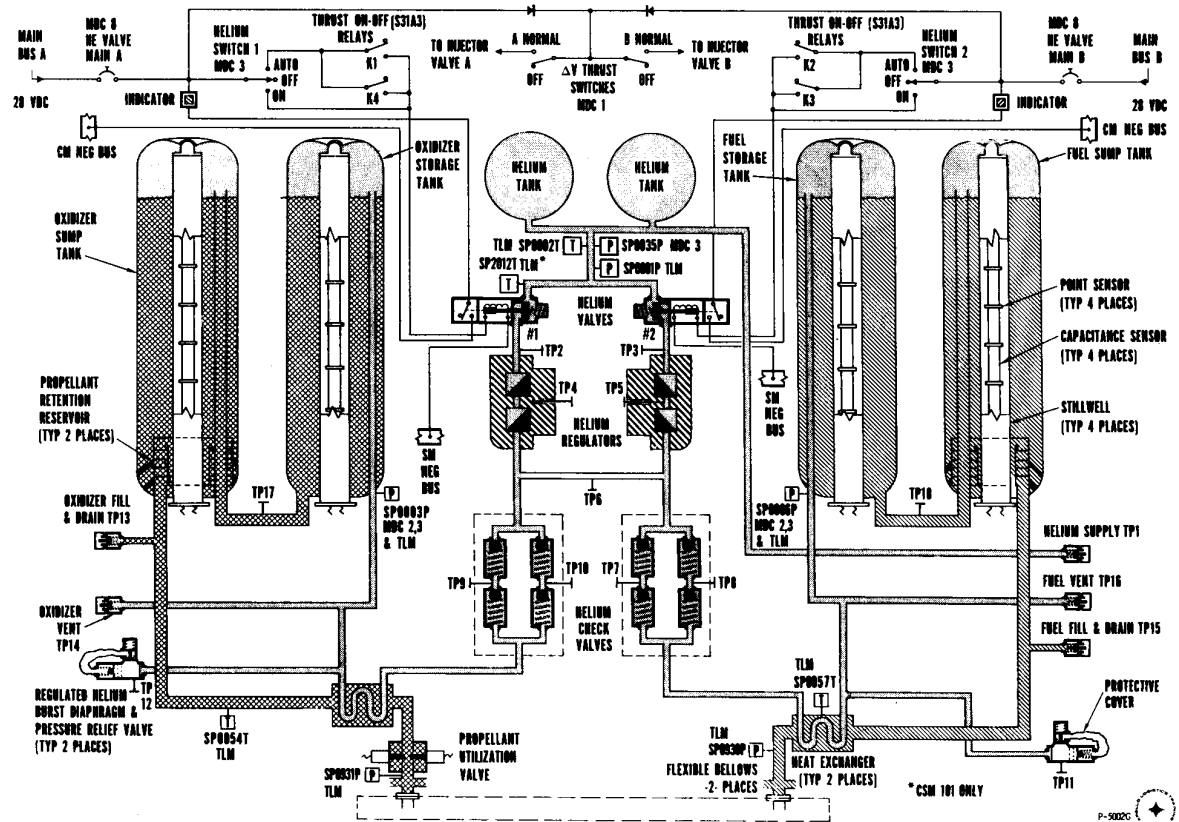 MDC 8
HE VALVE
MAIN A
MAIN
BUS A
28 VDC
HELIUM
SWITCH 1
MDC 3
AUTO
OFF
ON
THRUST ON-OFF (S31A3)
RELAYS
K1
K4
INDICATOR
TO INJECTOR
VALVE A
A NORMAL
OFF
ΔV THRUST
SWITCHES
MDC 1
B NORMAL
OFF
TO INJECTOR
VALVE B
THRUST ON-OFF (S31A3)
RELAYS
K2
K3
HELIUM
SWITCH 2
MDC 3
AUTO
OFF
ON
MDC 8
HE VALVE
MAIN B
MAIN
BUS B
28 VDC
INDICATOR
CM NEG BUS
CM NEG BUS
OXIDIZER
STORAGE
TANK
HELIUM
TANK
HELIUM
TANK
FUEL
STORAGE
TANK
FUEL SUMP TANK
OXIDIZER
SUMP
TANK
TLM SP0002T
T
P
SP0035P MDC 3
SP2012T TLM*
T
P
SP0001P TLM
HELIUM
VALVES
#1
#2
TP2
TP3
TP4
TP5
HELIUM
REGULATORS
SM
NEG
BUS
SM
NEG
BUS
POINT SENSOR
(TYP 4 PLACES)
CAPACITANCE SENSOR
(TYP 4 PLACES)
STILLWELL
(TYP 4 PLACES)
PROPELLANT
RETENTION
RESERVOIR
(TYP 2 PLACES)
TP17
TP6
TP18
P
SP0003P
MDC 2,3
& TLM
P
SP0006P
MDC 2,3
& TLM
OXIDIZER FILL
& DRAIN TP13
OXIDIZER
VENT
TP14
TP9
TP10
TP7
TP8
HELIUM
CHECK
VALVES
HELIUM SUPPLY TP1
FUEL VENT TP16
FUEL FILL & DRAIN TP15
TP
12
REGULATED HELIUM
BURST DIAPHRAGM &
PRESSURE RELIEF VALVE
(TYP 2 PLACES)
T
SP0054T
TLM
PROPELLANT
UTILIZATION
VALVE
SP0931P
P
TLM
TLM
SP0057T
T
TLM
SP0930P
P
FLEXIBLE BELLOWS
-2- PLACES
HEAT EXCHANGER
(TYP 2 PLACES)
PROTECTIVE
COVER
TP11
*CSM 101 ONLY
P-5002G